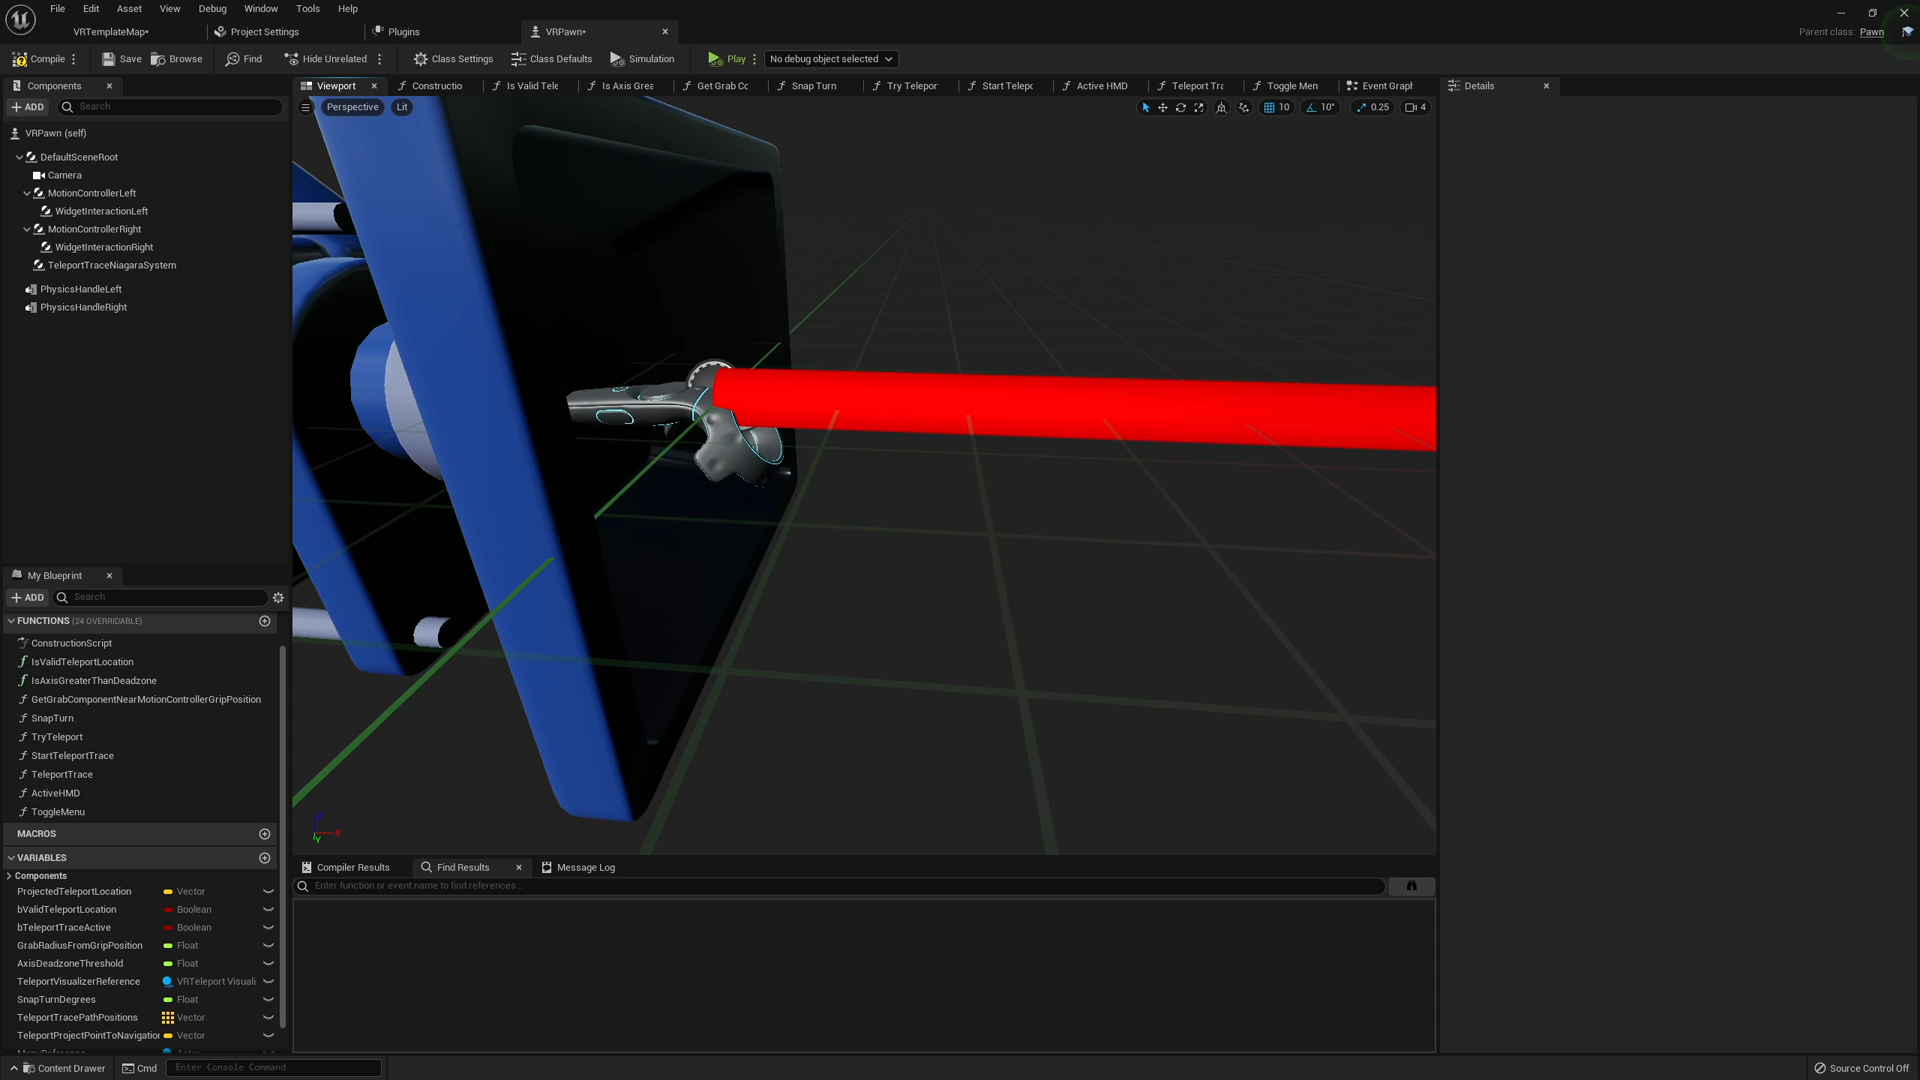 File Edit Asset View Debug Window Tools Help
VRTemplateMap* Project Settings Plugins VRPawn*
Parent class: Pawn
Compile Save Browse Find Hide Unrelated Class Settings Class Defaults Simulation Play No debug object selected
Components
ADD Search
VRPawn (self)
DefaultSceneRoot
Camera
MotionControllerLeft
WidgetInteractionLeft
MotionControllerRight
WidgetInteractionRight
TeleportTraceNiagaraSystem
PhysicsHandleLeft
PhysicsHandleRight
Viewport Constructio Is Valid Tele Is Axis Grea Get Grab Co Snap Turn Try Telepor Start Telepo Active HMD Teleport Tra Toggle Men Event Graph
Perspective Lit
10 10° 0.25 4
Details
My Blueprint
ADD Search
FUNCTIONS (24 OVERRIDABLE)
ConstructionScript
IsValidTeleportLocation
IsAxisGreaterThanDeadzone
GetGrabComponentNearMotionControllerGripPosition
SnapTurn
TryTeleport
StartTeleportTrace
TeleportTrace
ActiveHMD
ToggleMenu
MACROS
VARIABLES
Components
ProjectedTeleportLocation Vector
bValidTeleportLocation Boolean
bTeleportTraceActive Boolean
GrabRadiusFromGripPosition Float
AxisDeadzoneThreshold Float
TeleportVisualizerReference VRTeleport Visuali
SnapTurnDegrees Float
TeleportTracePathPositions Vector
TeleportProjectPointToNavigation Vector
X Y
Compiler Results Find Results Message Log
Enter function or event name to find references...
Content Drawer Cmd Enter Console Command
Source Control Off